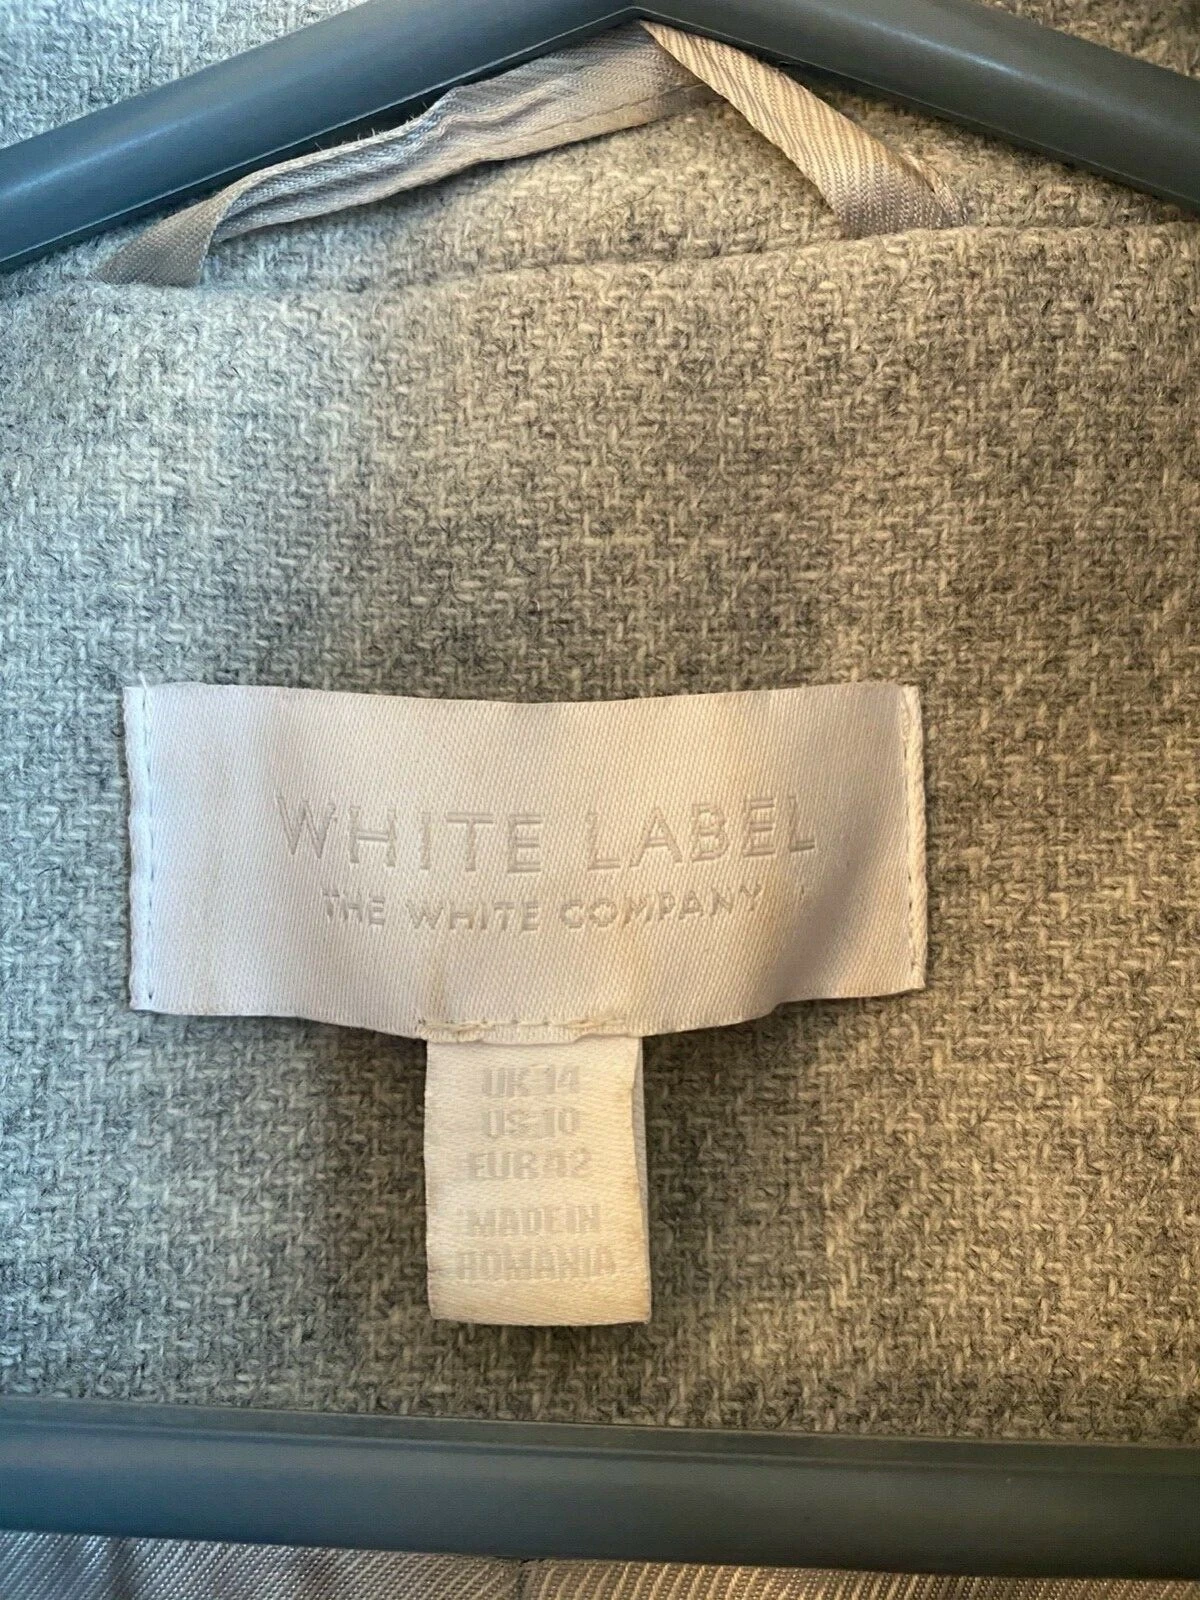 WHITE LABEL
THE WHITE COMPANY
UK 14
US 10
EUR 42
MADE IN
ROMANIA